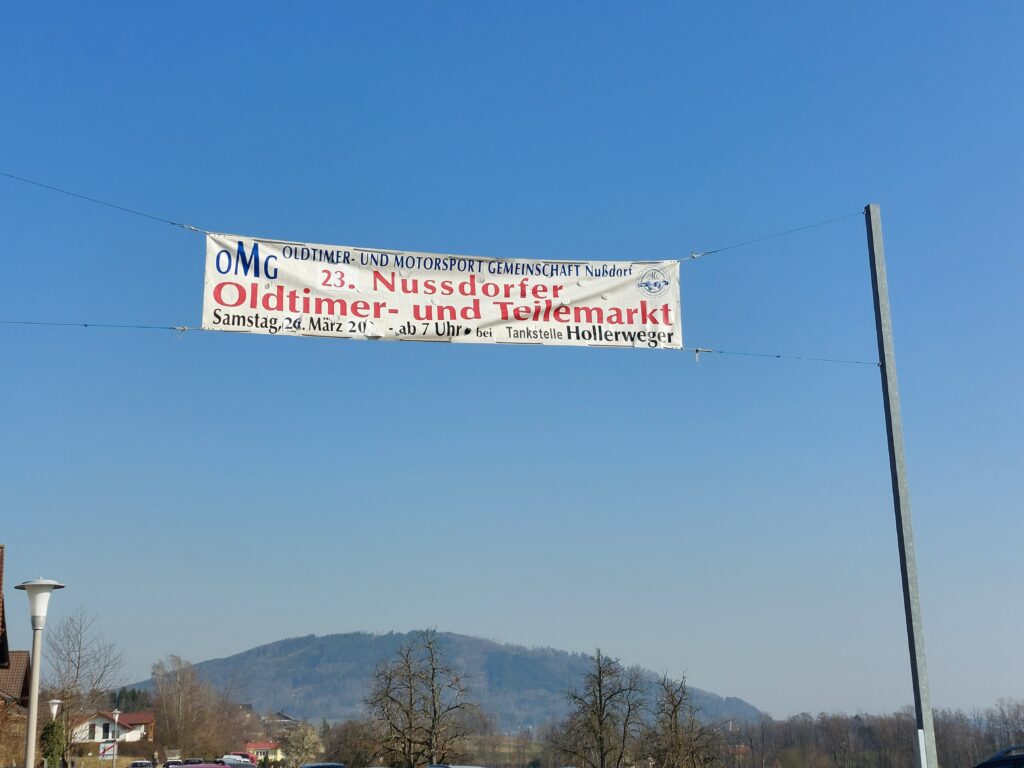 OMG OLDTIMER- UND MOTORSPORT GEMEINSCHAFT Nußdorf
23. Nussdorfer
Oldtimer- und Teilemarkt
Samstag, 26. März - ab 7 Uhr bei Tankstelle Hollerweger